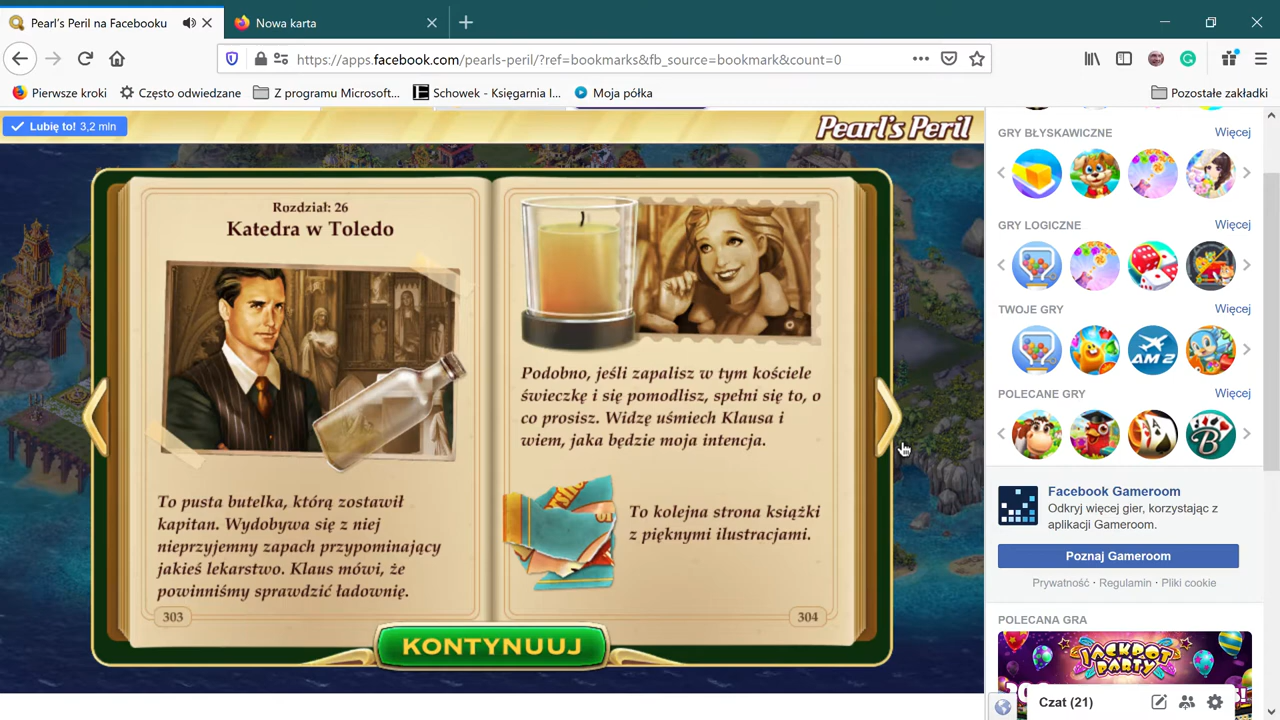 Pearl's Peril na Facebooku
Nowa karta
https://apps.facebook.com/pearls-peril/?ref=bookmarks&fb_source=bookmark&count=0
Pierwsze kroki
Często odwiedzane
Z programu Microsoft...
Schowek - Księgarnia I...
Moja półka
Pozostałe zakładki
Lubię to! 3,2 mln
Pearl's Peril
Rozdział: 26
Katedra w Toledo
To pusta butelka, którą zostawił
kapitan. Wydobywa się z niej
nieprzyjemny zapach przypominający
jakieś lekarstwo. Klaus mówi, że
powinniśmy sprawdzić ładownię.
303
Podobno, jeśli zapalisz w tym kościele
świeczkę i się pomodlisz, spełni się to, o
co prosisz. Widzę uśmiech Klausa i
wiem, jaka będzie moja intencja.
To kolejna strona książki
z pięknymi ilustracjami.
304
KONTYNUUJ
GRY BŁYSKAWICZNE
Więcej
GRY LOGICZNE
Więcej
TWOJE GRY
Więcej
AM 2
POLECANE GRY
Więcej
B
Facebook Gameroom
Odkryj więcej gier, korzystając z
aplikacji Gameroom.
Poznaj Gameroom
Prywatność · Regulamin · Pliki cookie
POLECANA GRA
JACKPOT
PARTY
Czat (21)